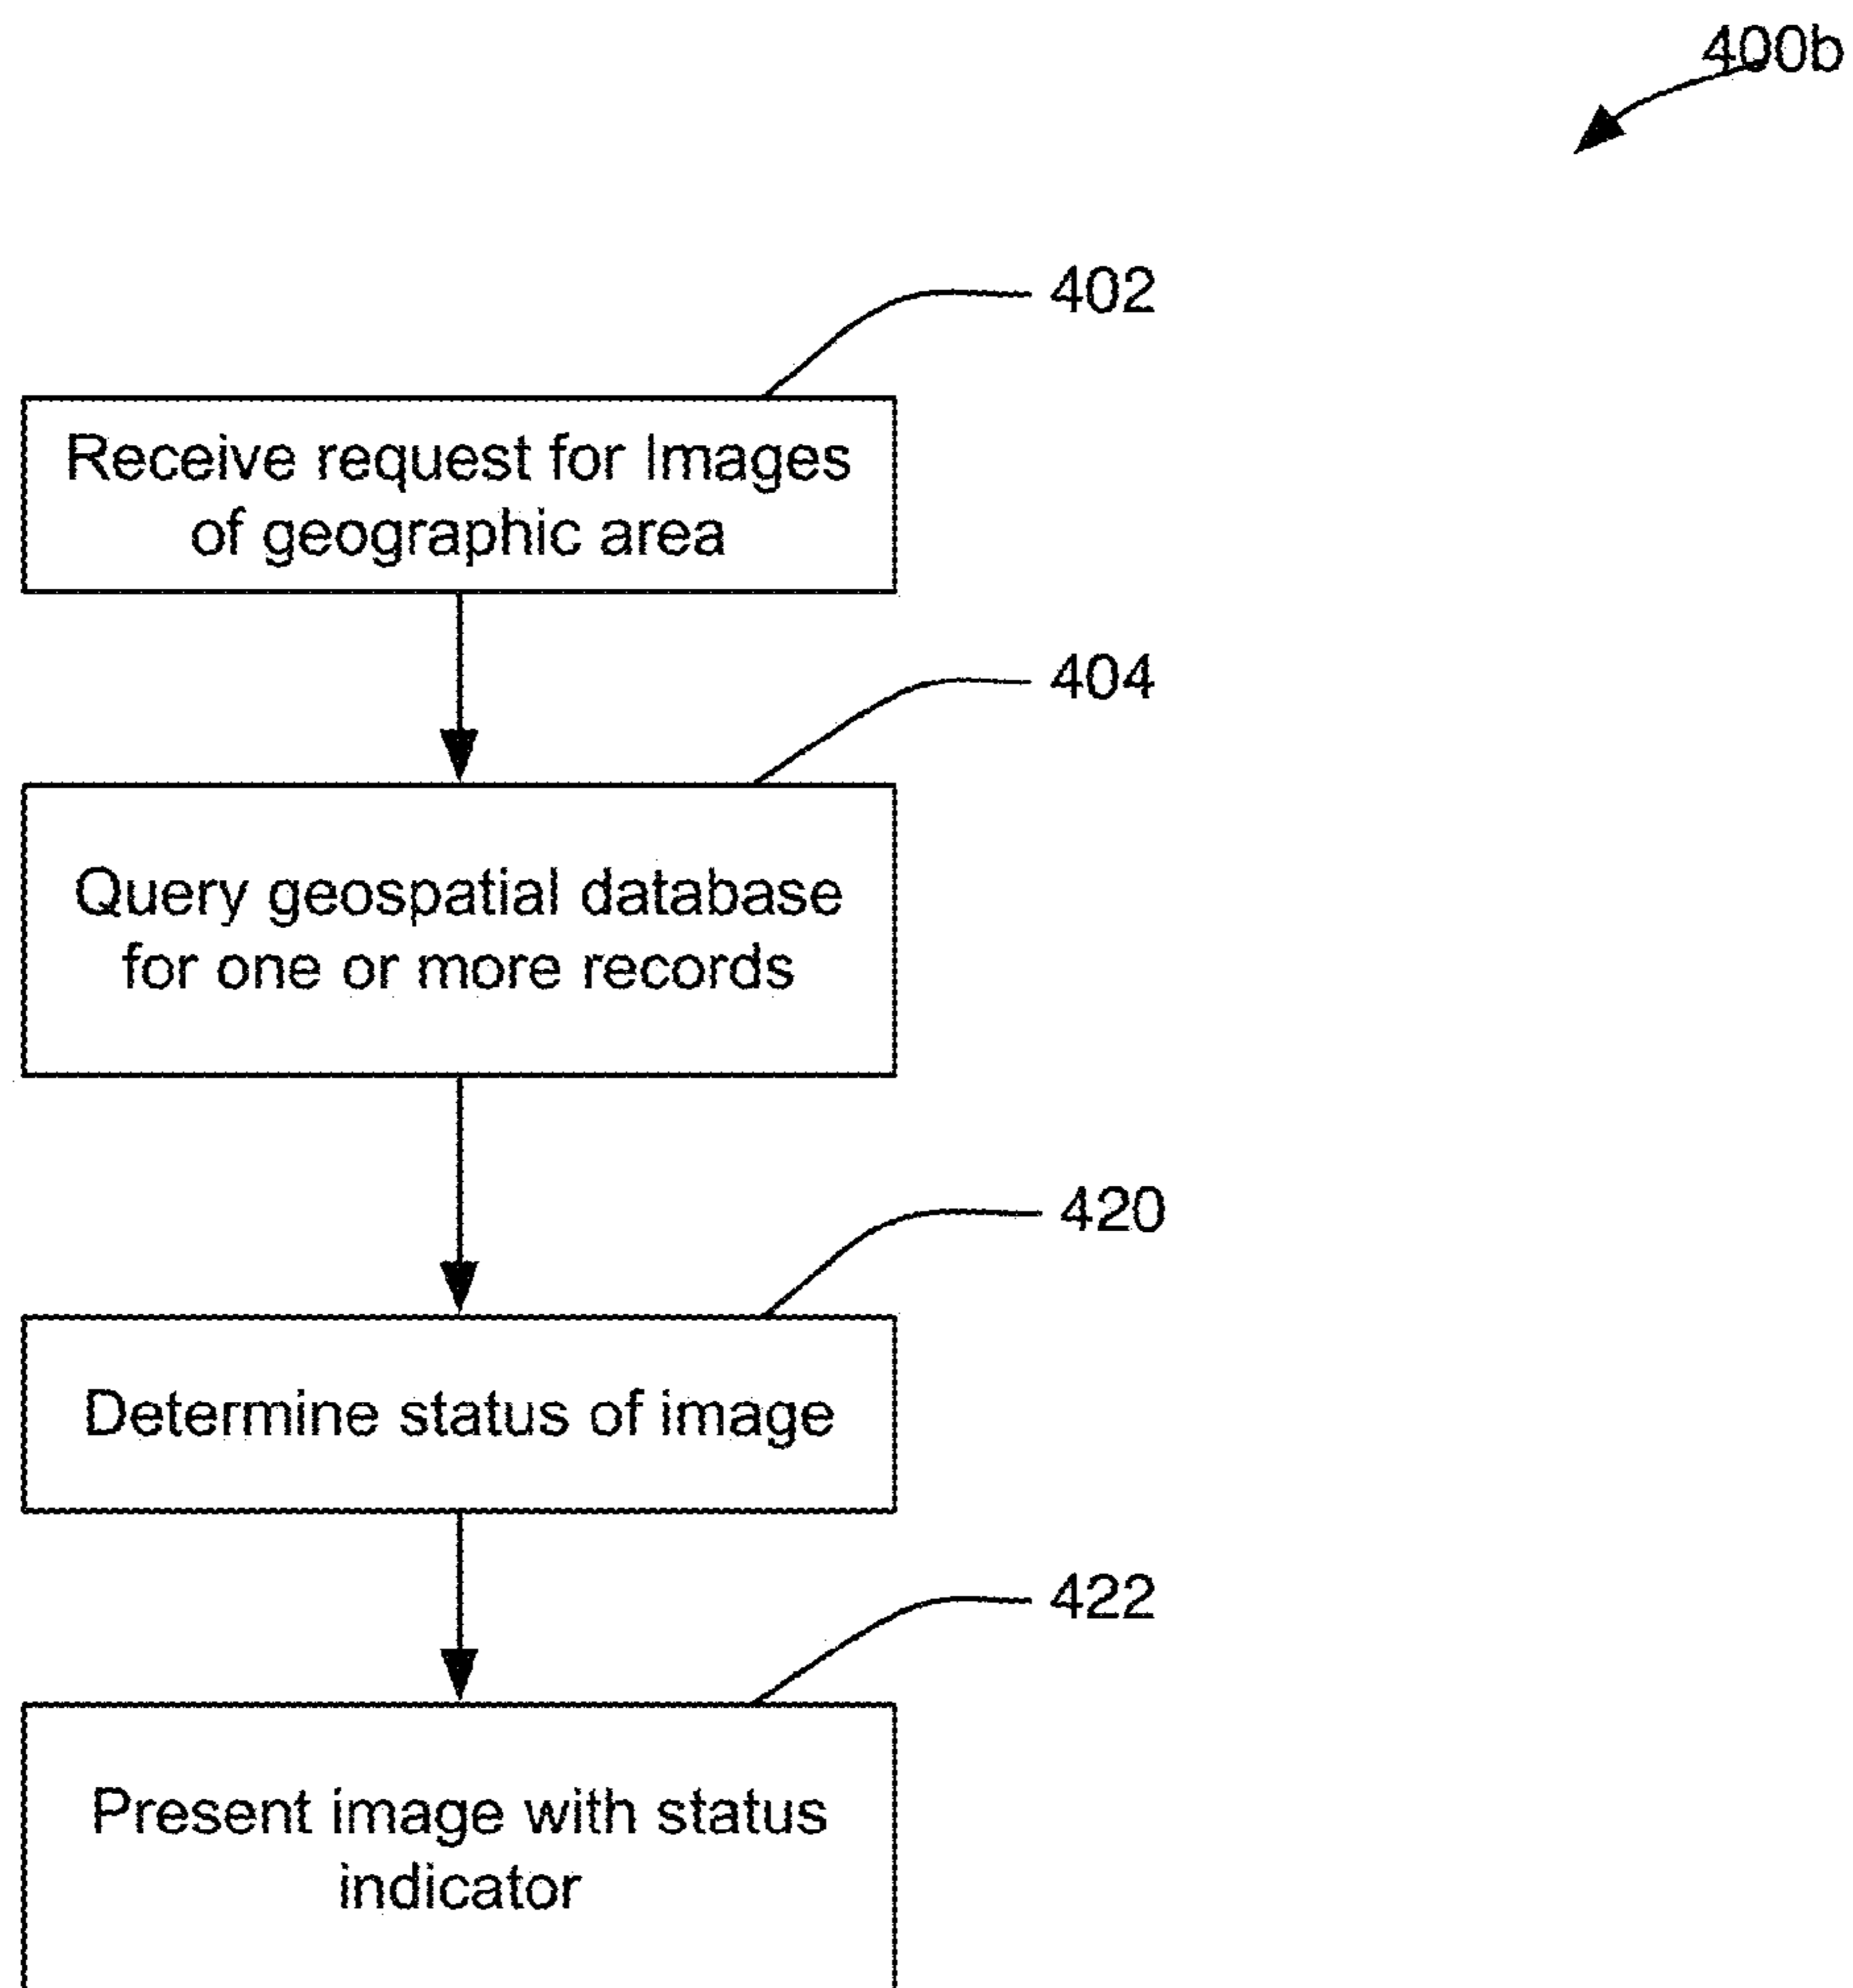 400b
402
Receive request for Images
of geographic area
404
Query geospatial database
for one or more records
420
Determine status of image
422
Present image with status
indicator